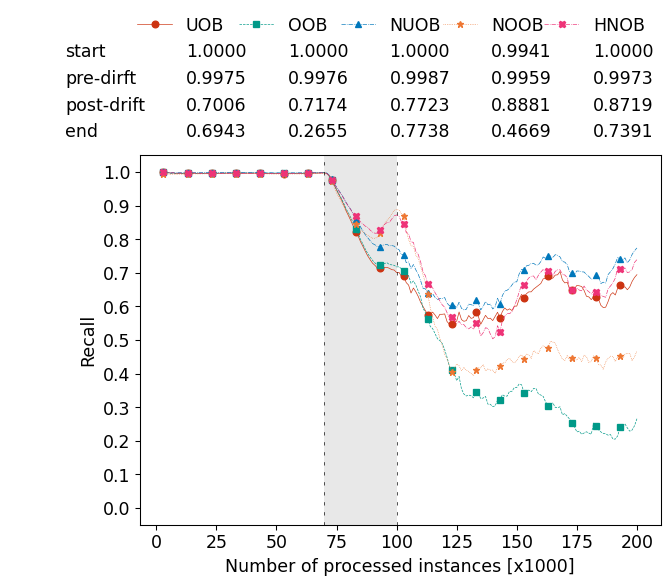 UOB OOB NUOB NOOB HNOB
start 1.0000 1.0000 1.0000 0.9941 1.0000
pre-dirft 0.9975 0.9976 0.9987 0.9959 0.9973
post-drift 0.7006 0.7174 0.7723 0.8881 0.8719
end 0.6943 0.2655 0.7738 0.4669 0.7391
1.0
0.9
0.8
0.7
0.6
0.5
0.4
0.3
0.2
0.1
0.0
Recall
0 25 50 75 100 125 150 175 200
Number of processed instances [x1000]